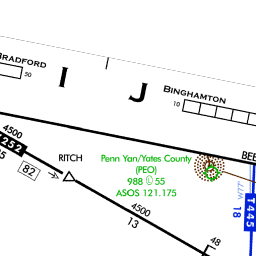 BRADFORD
50
I J
BINGHAMTON
10
4500
252
82
RITCH
Penn Yan/Yates County
(PEO)
988 55
ASOS 121.175
4500
13
48
BEE
T445
18